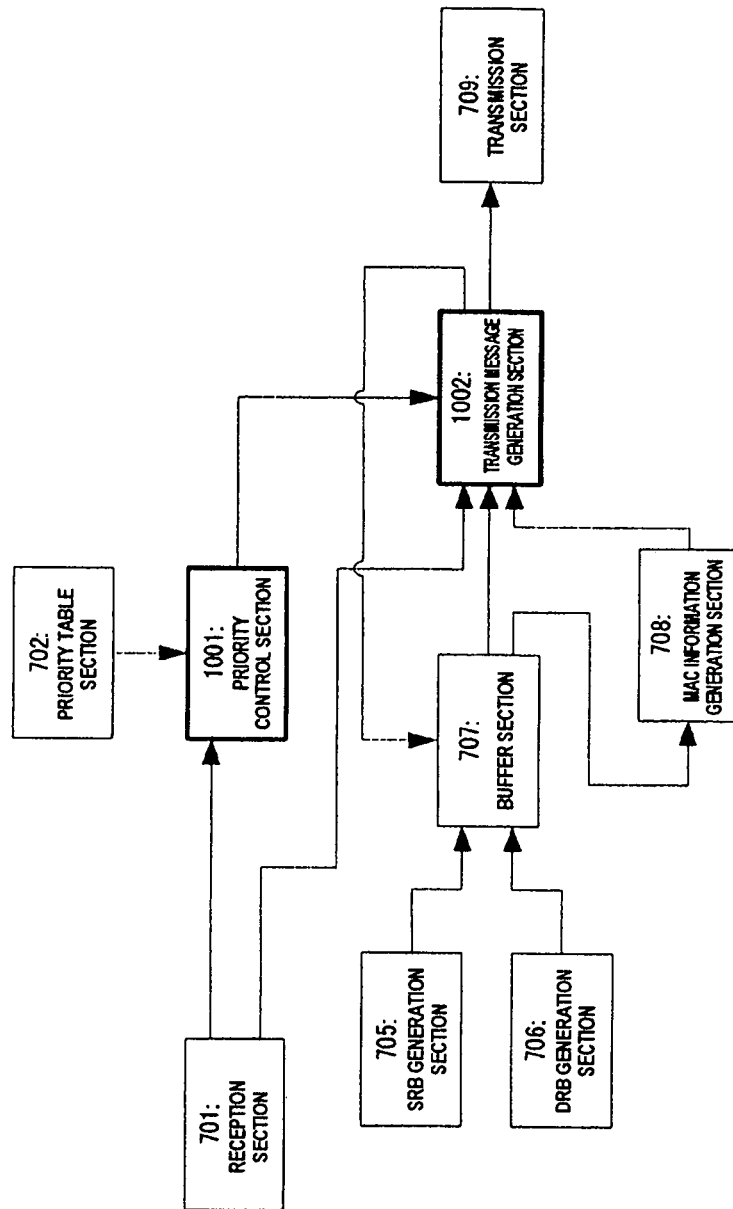 701:
RECEPTION
SECTION
702:
PRIORITY TABLE
SECTION
1001:
PRIORITY
CONTROL SECTION
705:
SRB GENERATION
SECTION
706:
DRB GENERATION
SECTION
707:
BUFFER SECTION
708:
MAC INFORMATION
GENERATION SECTION
1002:
TRANSMISSION MESSAGE
GENERATION SECTION
709:
TRANSMISSION
SECTION